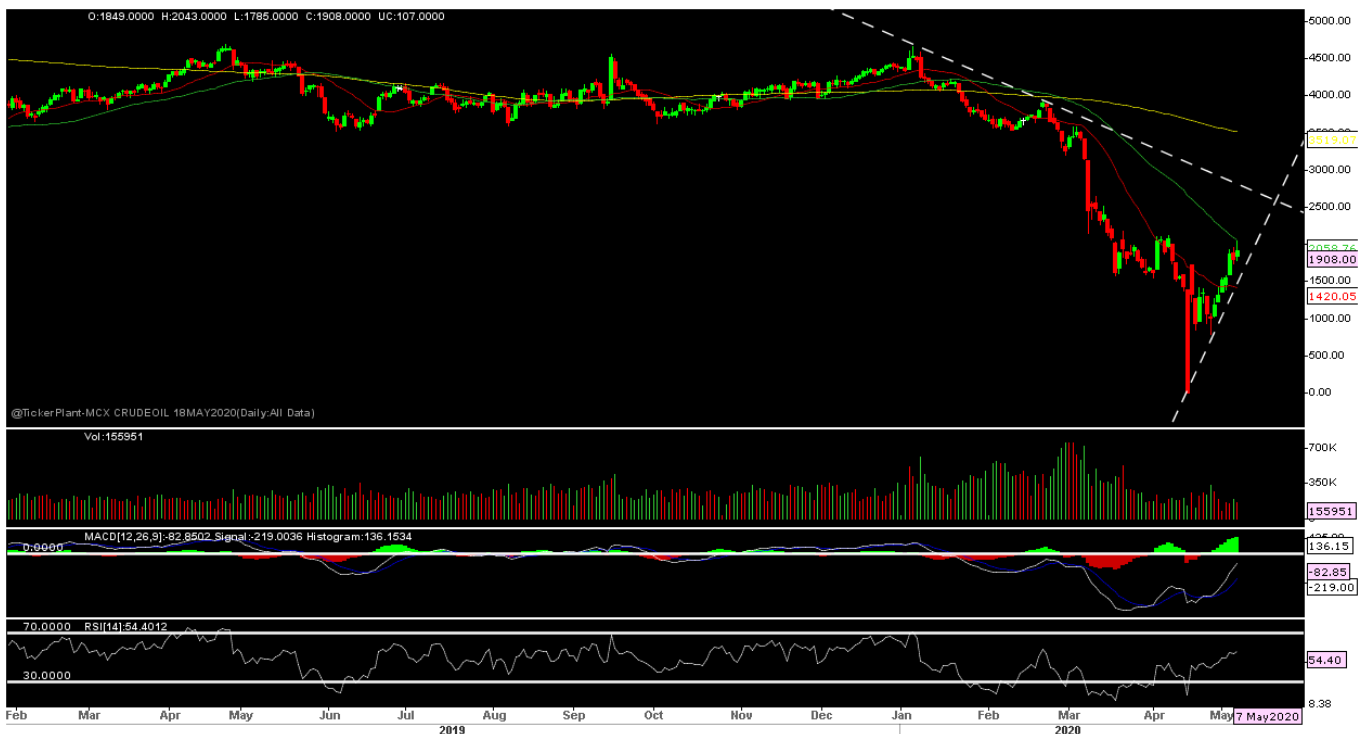 O:1849.0000 H:2043.0000 L:1785.0000 C:1908.0000 UC:107.0000
5000.00
4500.00
4000.00
3519.07
3000.00
2500.00
2058.76
1908.00
1500.00
1420.05
1000.00
500.00
0.00
@TickerPlant-MCX CRUDEOIL 18MAY2020(Daily:All Data)
Vol:155951
700K
350K
155951
MACD[12,26,9]:-82.8502 Signal:-219.0036 Histogram:136.1534
0.0000
136.15
-82.85
-219.00
70.0000 RSI[14]:54.4012
54.40
30.0000
8.38
Feb Mar Apr May Jun Jul Aug Sep Oct Nov Dec Jan Feb Mar Apr May 7 May2020
2019 2020